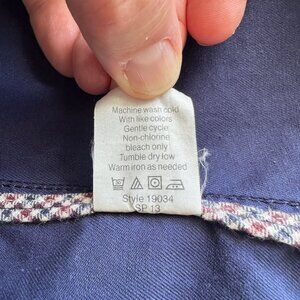 Machine wash cold
With like colors
Gentle cycle
Non-chlorine
bleach only
Tumble dry low
Warm iron as needed
Style 19034
SP 13